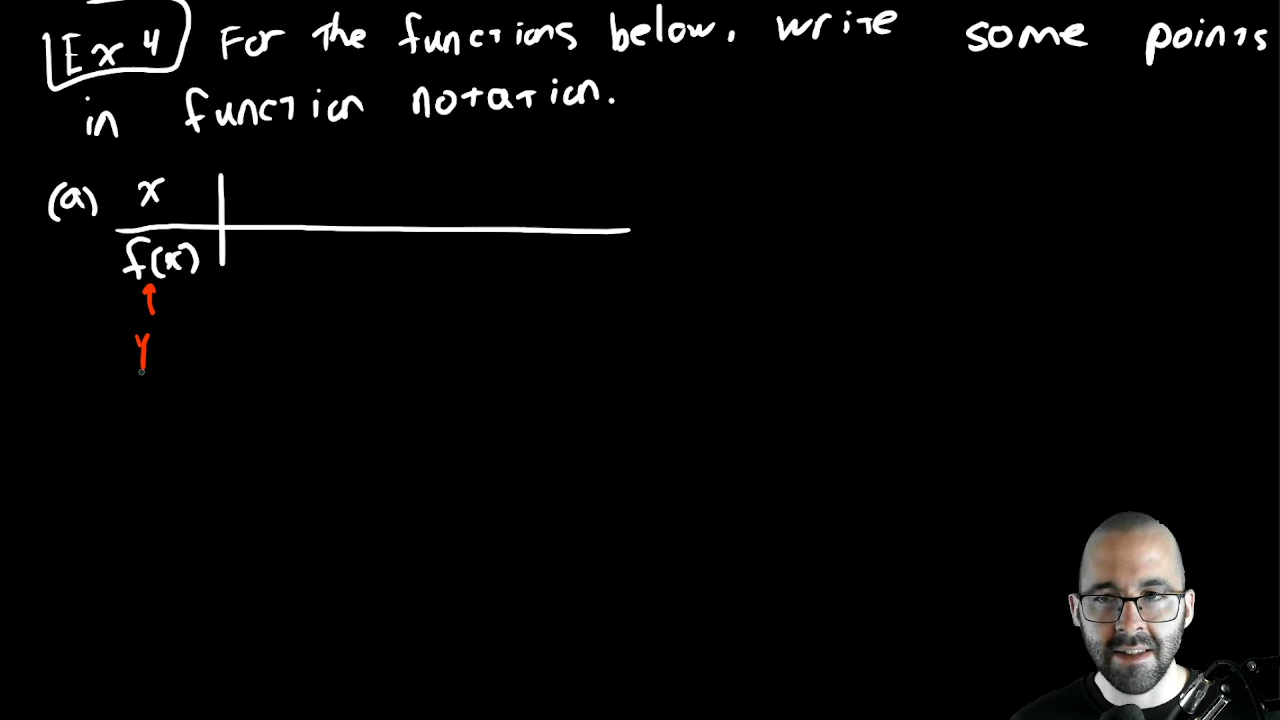 Ex 4 For the functions below, write some points
in function notation.
(a) x
f(x)
y